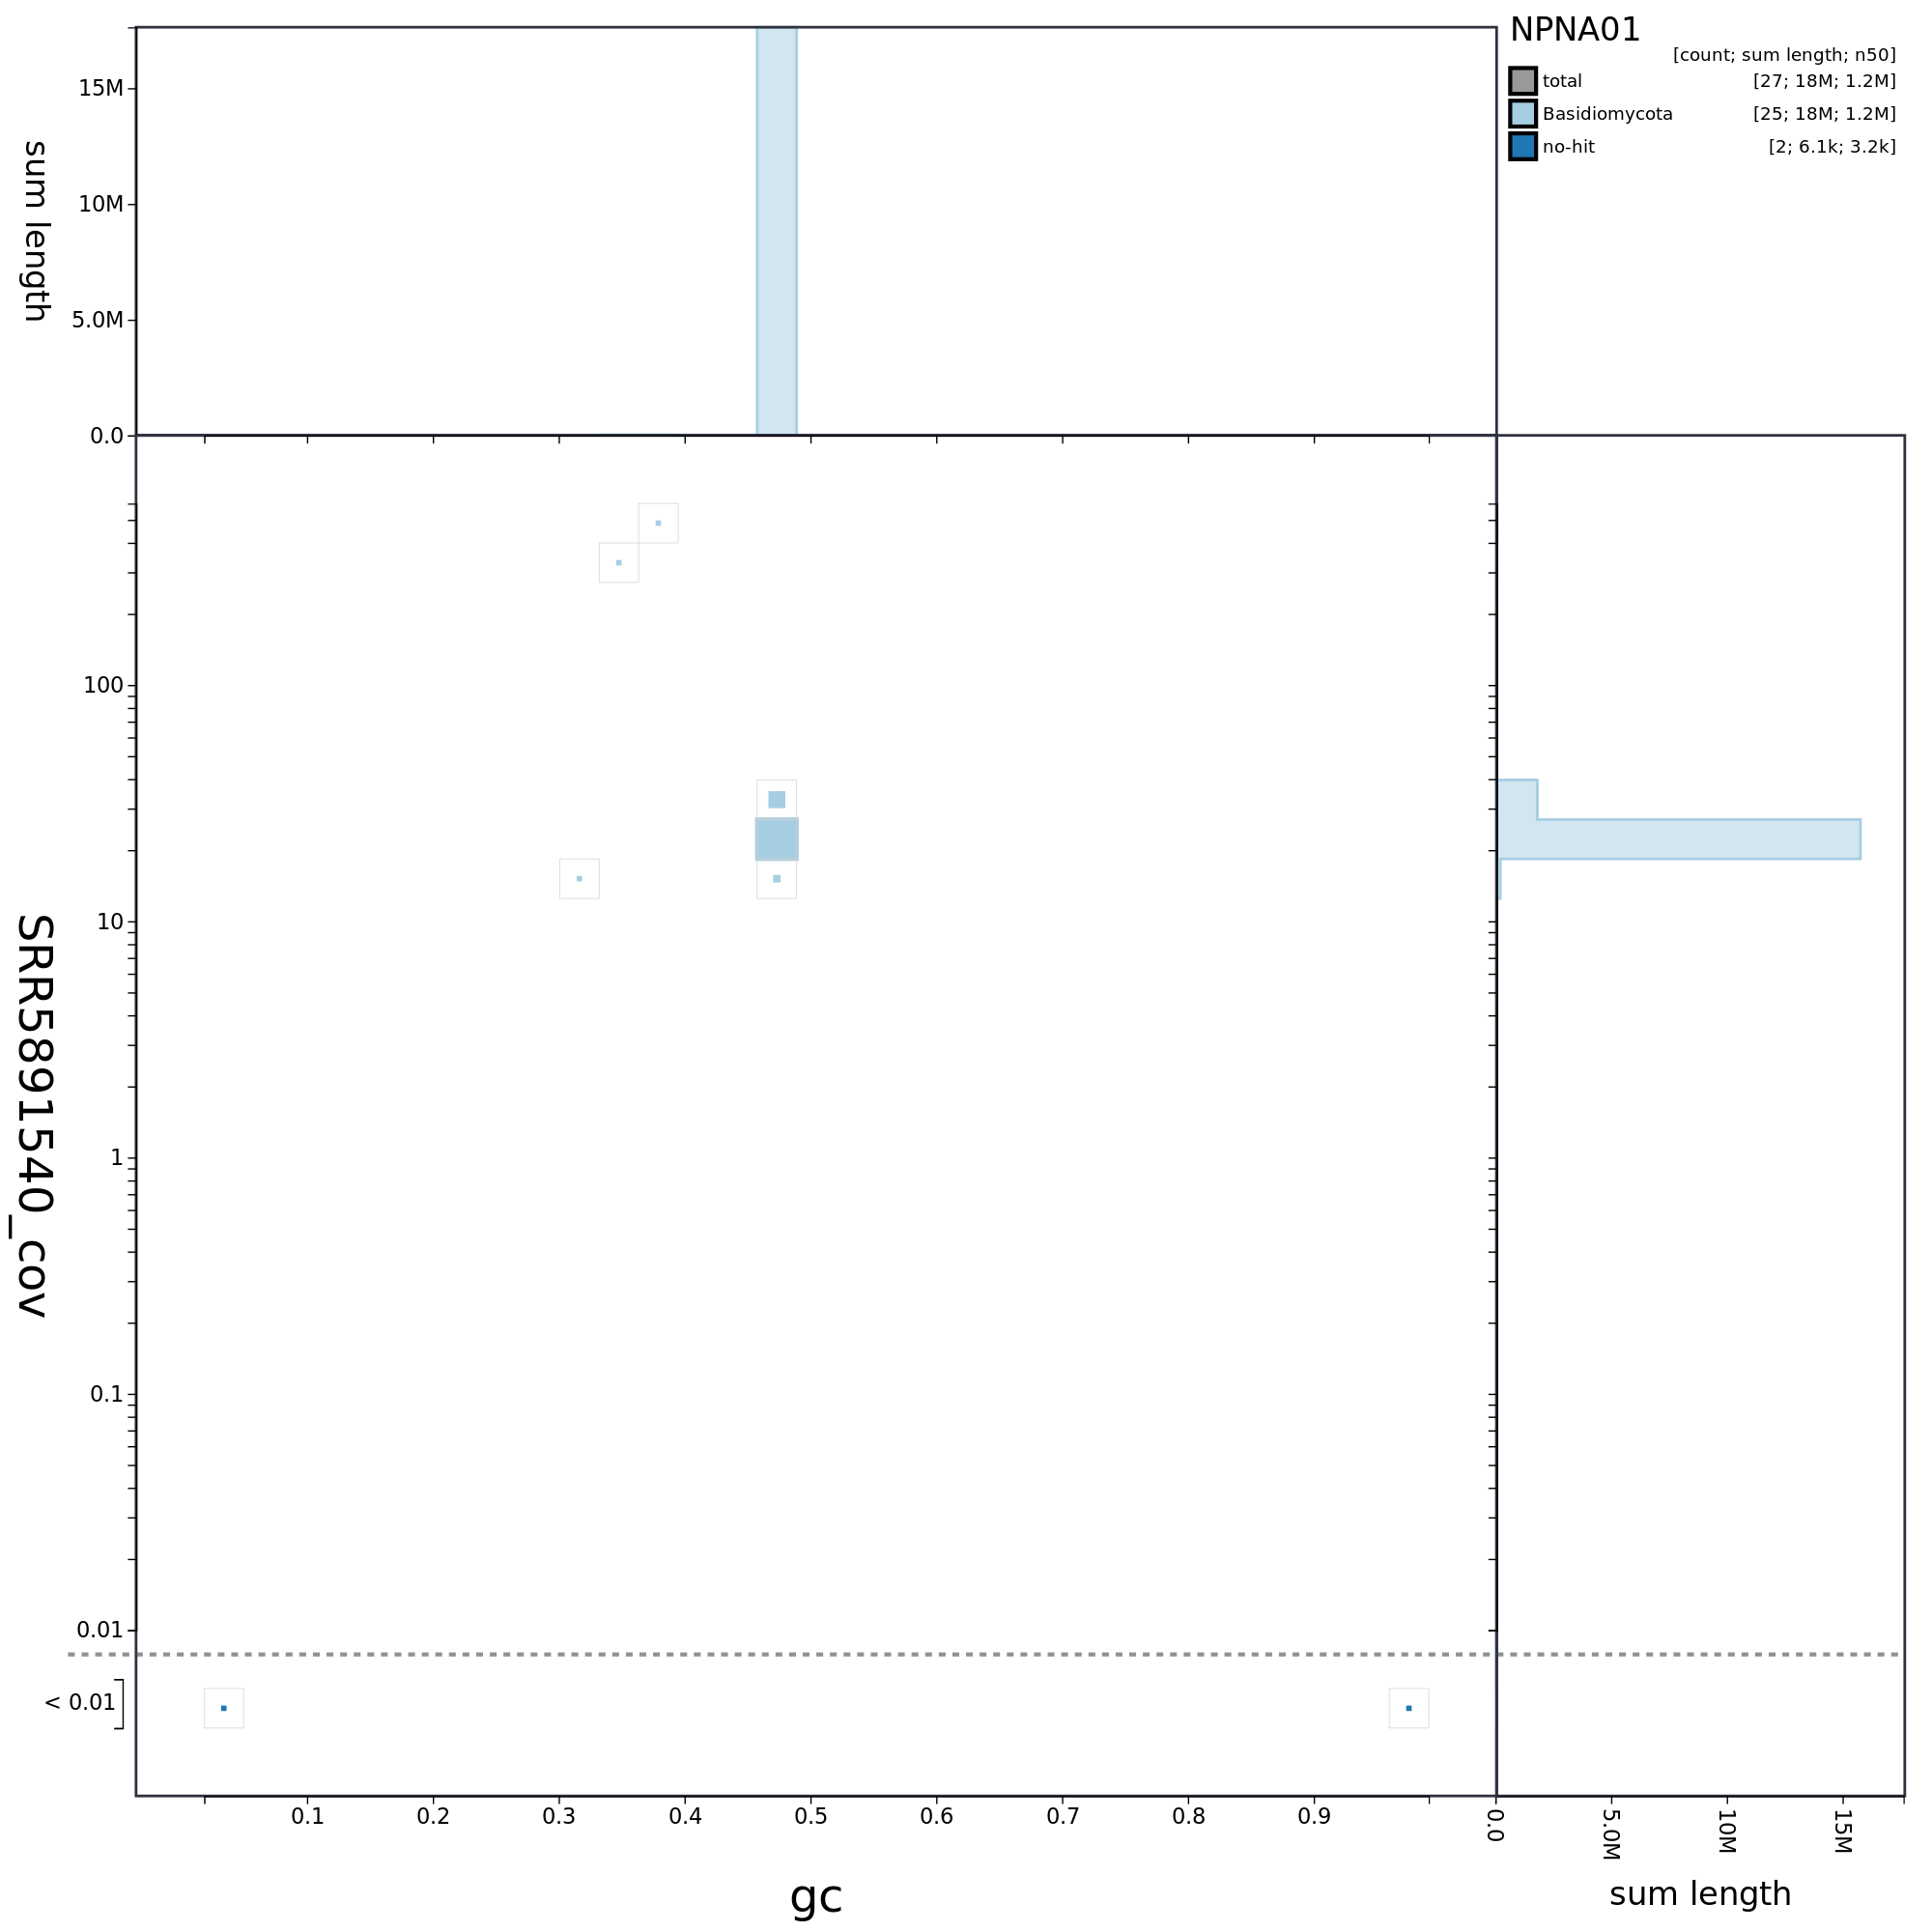 NPNA01
[count; sum length; n50]
total [27; 18M; 1.2M]
Basidiomycota [25; 18M; 1.2M]
no-hit [2; 6.1k; 3.2k]
sum length
15M
10M
5.0M
0.0
SRR5891540_cov
100
10
1
0.1
0.01
< 0.01
0.1 0.2 0.3 0.4 0.5 0.6 0.7 0.8 0.9
gc
0.0 5.0M 10M 15M
sum length